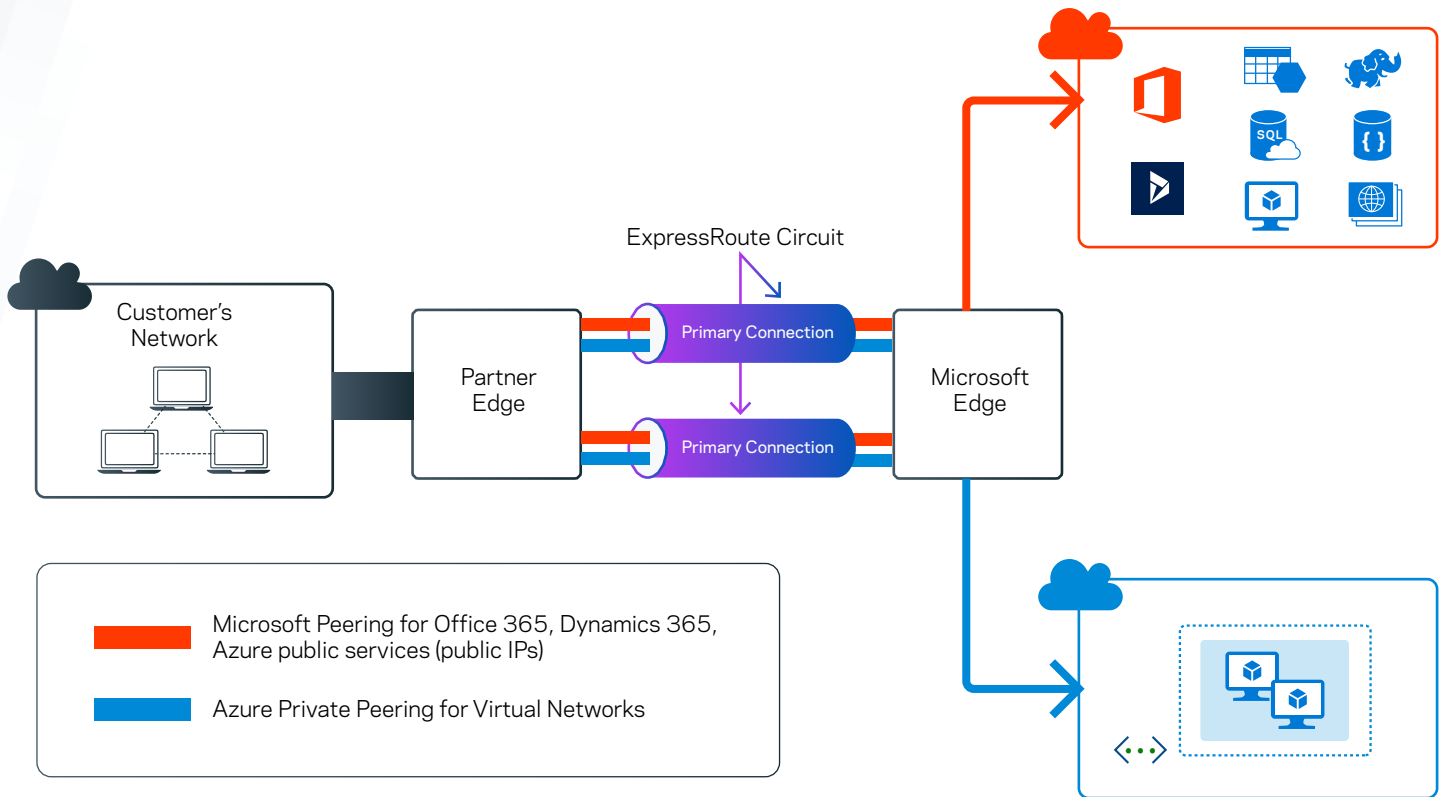 ExpressRoute Circuit
Customer's
Network
Partner
Edge
Primary Connection
Primary Connection
Microsoft
Edge
SQL
{ }
Microsoft Peering for Office 365, Dynamics 365,
Azure public services (public IPs)
Azure Private Peering for Virtual Networks